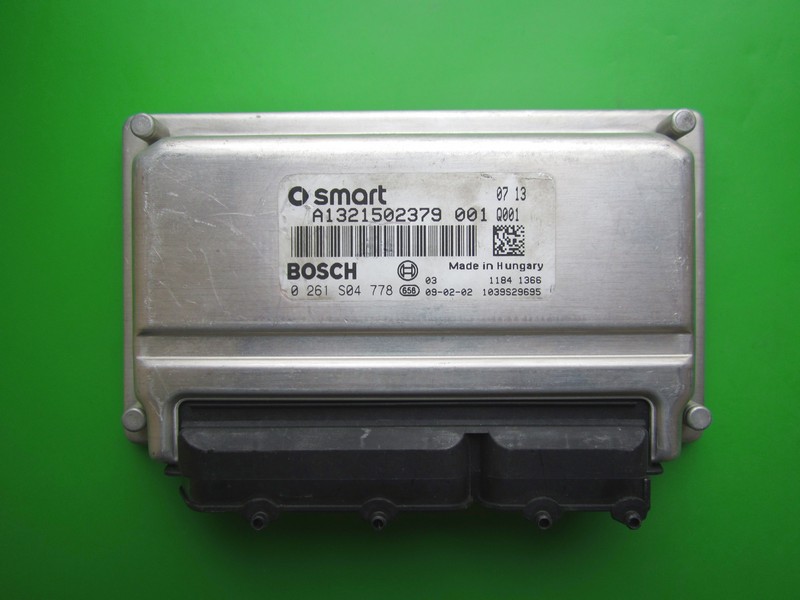 smart 07 13
A1321502379 001 Q001
BOSCH Made in Hungary
03 1184 1366
0 261 S04 778 658 09-02-02 1039S29695